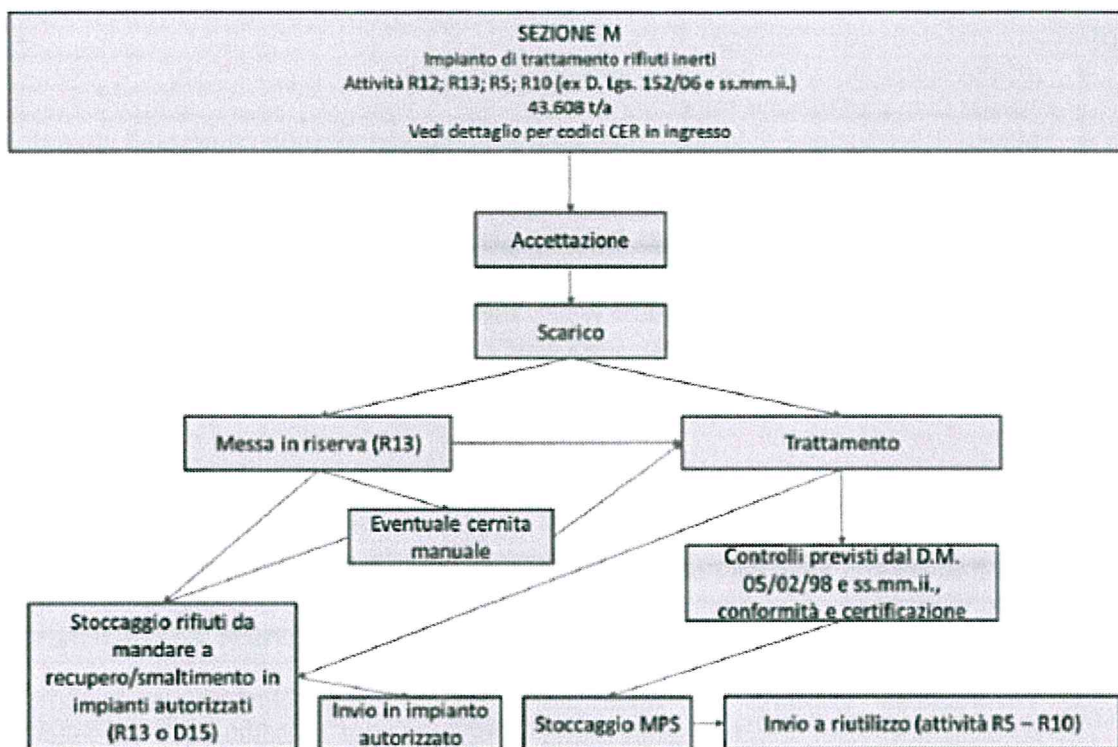 SEZIONE M
Impianto di trattamento rifiuti inerti
Attività R12; R13; R5; R10 (ex D. Lgs. 152/06 e ss.mm.ii.)
43.608 t/a
Vedi dettaglio per codici CER in ingresso
Accettazione
Scarico
Messa in riserva (R13)
Trattamento
Eventuale cernita
manuale
Controlli previsti dal D.M.
05/02/98 e ss.mm.ii.,
conformità e certificazione
Stoccaggio rifiuti da
mandare a
recupero/smaltimento in
impianti autorizzati
(R13 o D15)
Invio in impianto
autorizzato
Stoccaggio MPS
Invio a riutilizzo (attività R5 – R10)